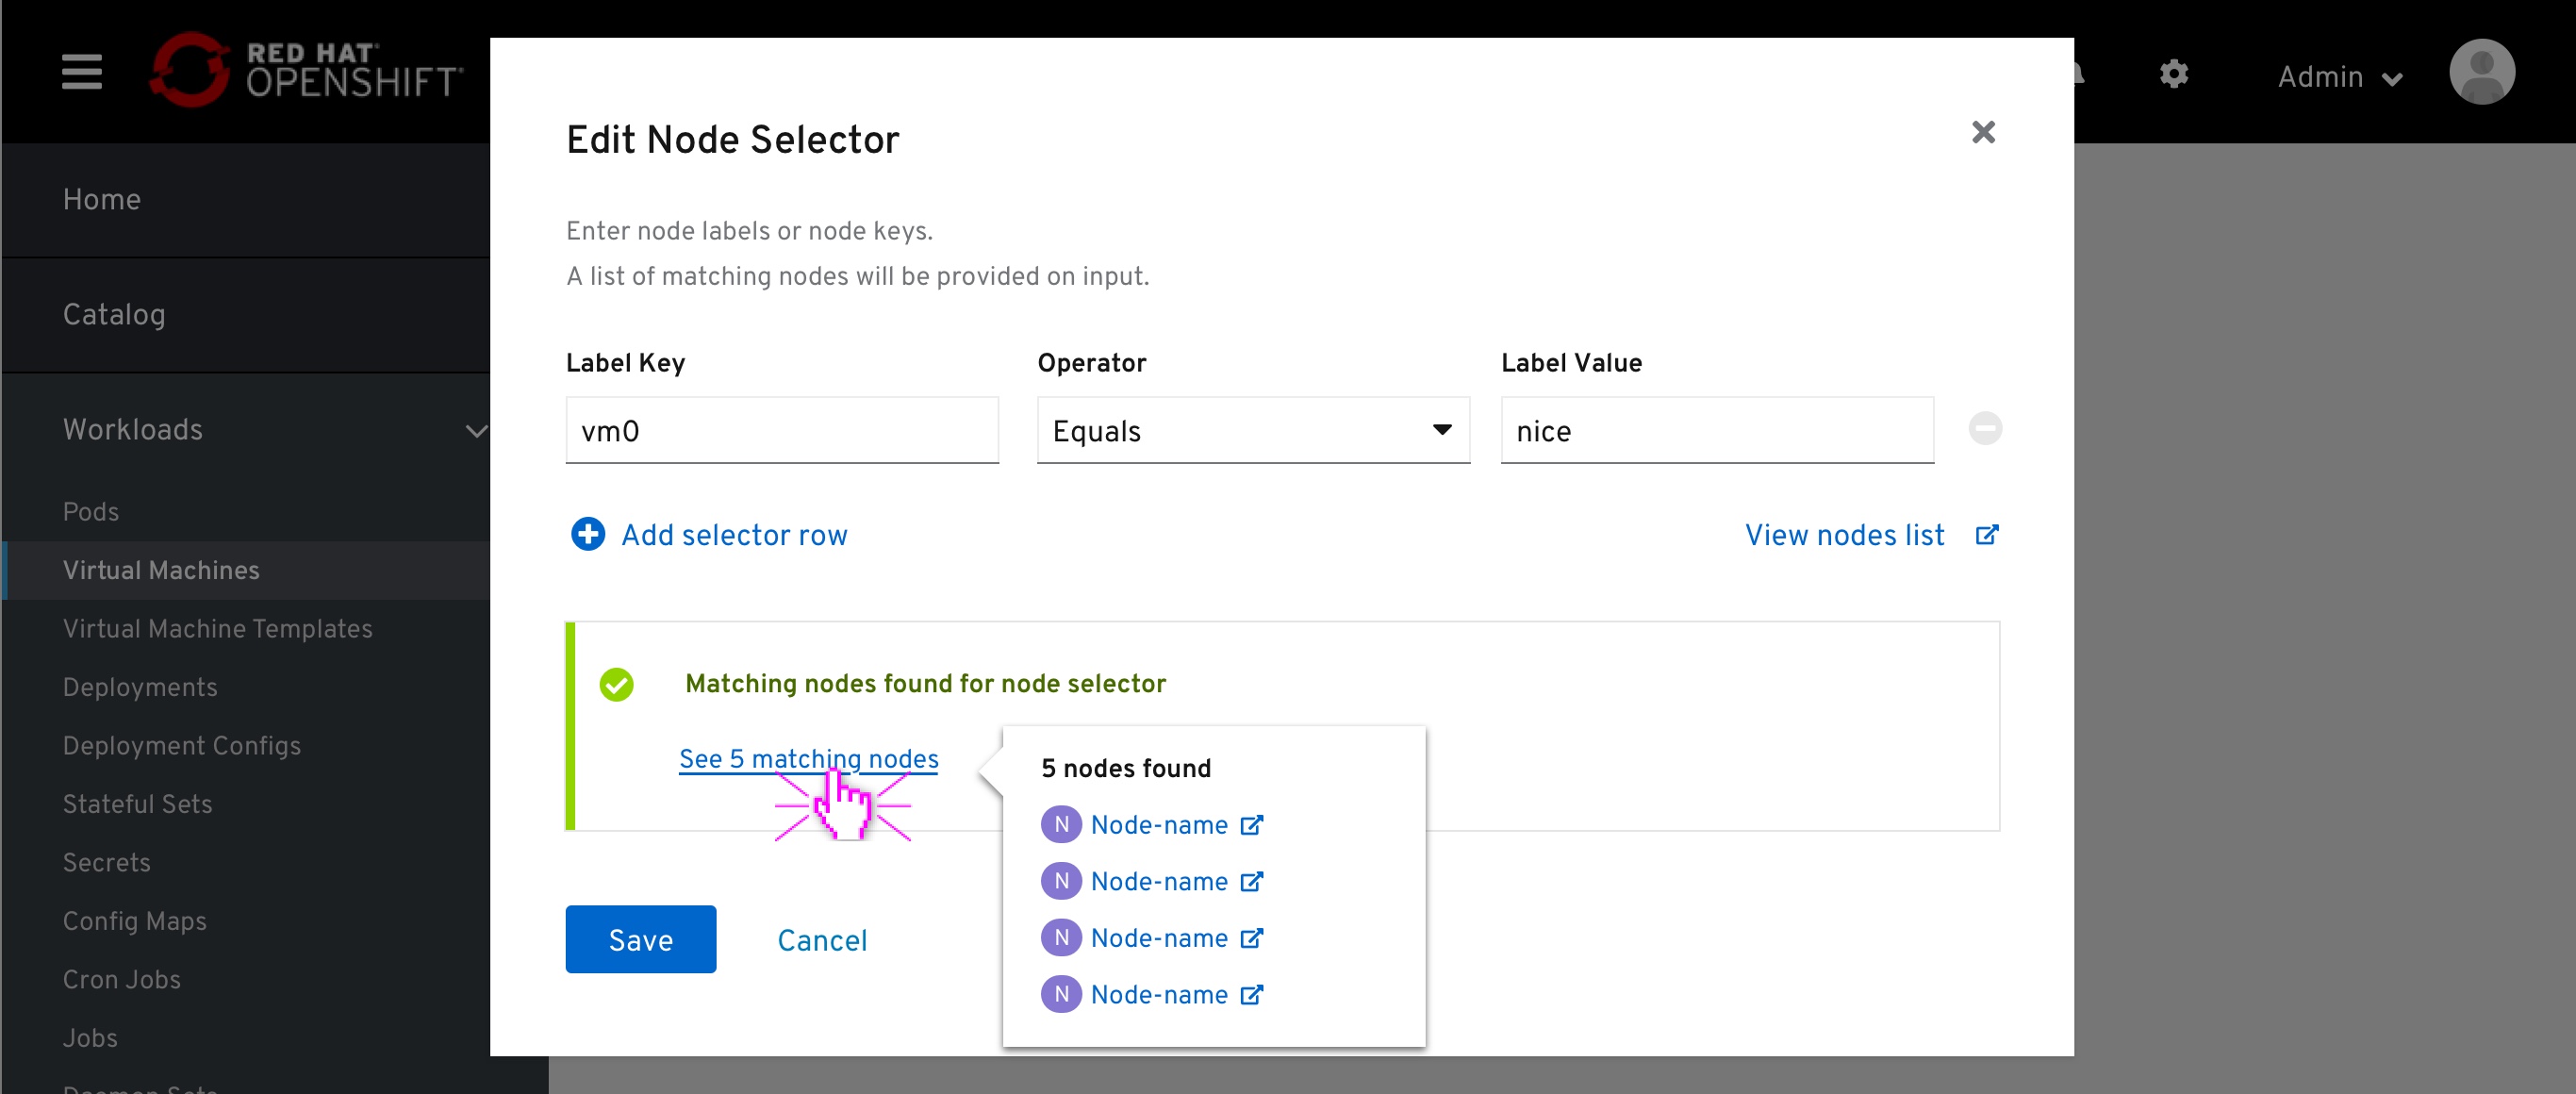 RED HAT
OPENSHIFT
Admin
Home
Catalog
Workloads
Pods
Virtual Machines
Virtual Machine Templates
Deployments
Deployment Configs
Stateful Sets
Secrets
Config Maps
Cron Jobs
Jobs
Daemon Sets
Edit Node Selector
Enter node labels or node keys.
A list of matching nodes will be provided on input.
Label Key
Operator
Label Value
vm0
Equals
nice
Add selector row
View nodes list
Matching nodes found for node selector
See 5 matching nodes
5 nodes found
N Node-name
N Node-name
N Node-name
N Node-name
Save
Cancel